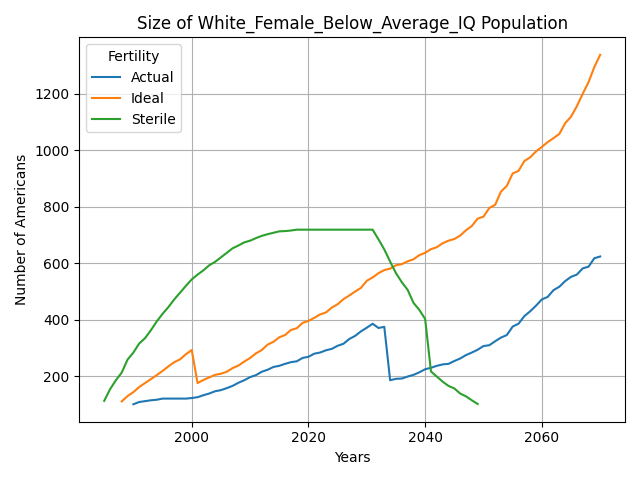 Size of White_Female_Below_Average_IQ Population
Fertility
Actual
Ideal
Sterile
Number of Americans
1200
1000
800
600
400
200
2000
2020
2040
2060
Years